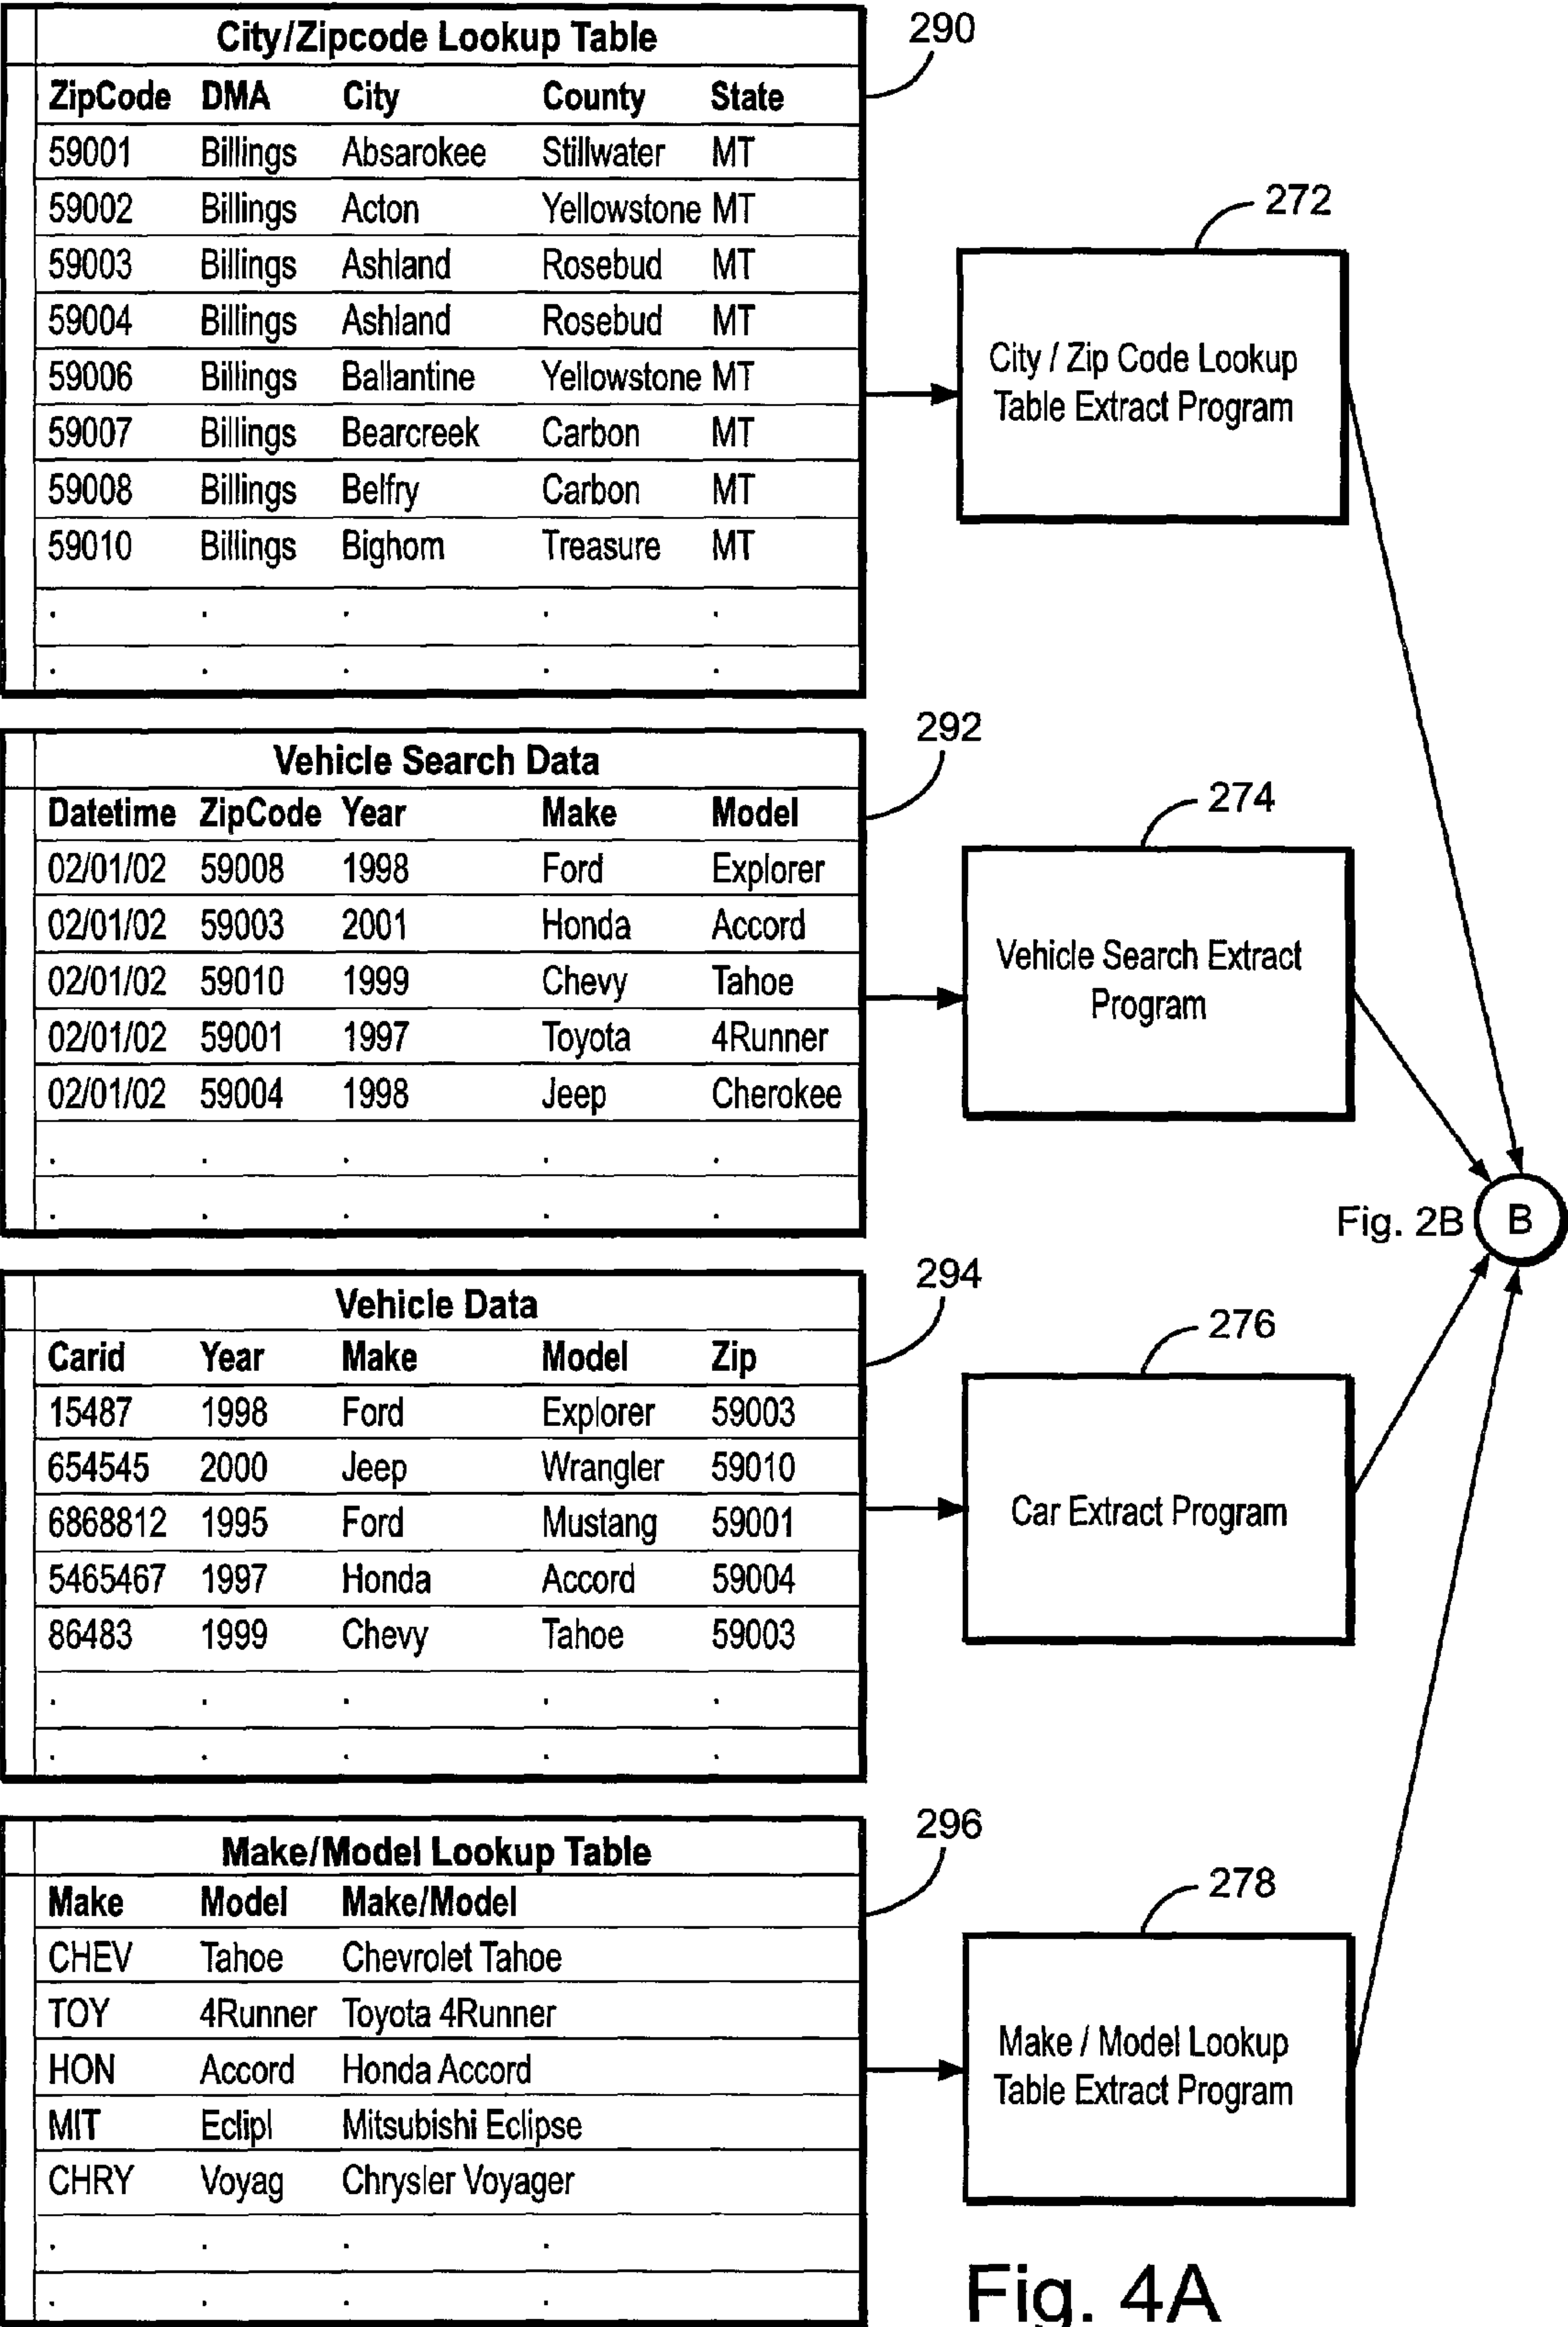 City/Zipcode Lookup Table
290
ZipCode DMA City County State
59001 Billings Absarokee Stillwater MT
59002 Billings Acton Yellowstone MT
59003 Billings Ashland Rosebud MT
59004 Billings Ashland Rosebud MT
59006 Billings Ballantine Yellowstone MT
59007 Billings Bearcreek Carbon MT
59008 Billings Belfry Carbon MT
59010 Billings Bighom Treasure MT
. . . . .
. . . . .
272
City / Zip Code Lookup
Table Extract Program
Vehicle Search Data
292
Datetime ZipCode Year Make Model
02/01/02 59008 1998 Ford Explorer
02/01/02 59003 2001 Honda Accord
02/01/02 59010 1999 Chevy Tahoe
02/01/02 59001 1997 Toyota 4Runner
02/01/02 59004 1998 Jeep Cherokee
. . . . .
. . . . .
274
Vehicle Search Extract
Program
Fig. 2B B
Vehicle Data
294
Carid Year Make Model Zip
15487 1998 Ford Explorer 59003
654545 2000 Jeep Wrangler 59010
6868812 1995 Ford Mustang 59001
5465467 1997 Honda Accord 59004
86483 1999 Chevy Tahoe 59003
. . . . .
. . . . .
276
Car Extract Program
Make/Model Lookup Table
296
Make Model Make/Model
CHEV Tahoe Chevrolet Tahoe
TOY 4Runner Toyota 4Runner
HON Accord Honda Accord
MIT Eclipl Mitsubishi Eclipse
CHRY Voyag Chrysler Voyager
. . . .
. . . .
278
Make / Model Lookup
Table Extract Program
Fig. 4A